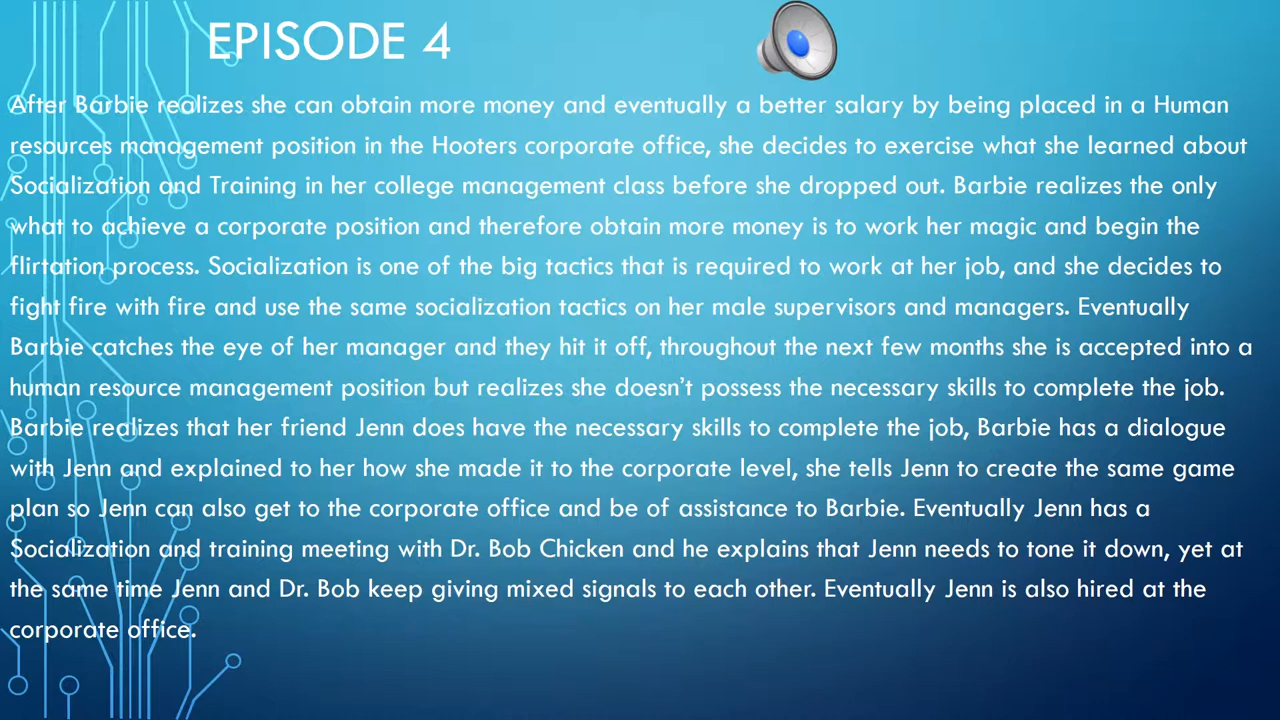 EPISODE 4
After Barbie realizes she can obtain more money and eventually a better salary by being placed in a Human
resources management position in the Hooters corporate office, she decides to exercise what she learned about
Socialization and Training in her college management class before she dropped out. Barbie realizes the only
what to achieve a corporate position and therefore obtain more money is to work her magic and begin the
flirtation process. Socialization is one of the big tactics that is required to work at her job, and she decides to
fight fire with fire and use the same socialization tactics on her male supervisors and managers. Eventually
Barbie catches the eye of her manager and they hit it off, throughout the next few months she is accepted into a
human resource management position but realizes she doesn't possess the necessary skills to complete the job.
Barbie realizes that her friend Jenn does have the necessary skills to complete the job, Barbie has a dialogue
with Jenn and explained to her how she made it to the corporate level, she tells Jenn to create the same game
plan so Jenn can also get to the corporate office and be of assistance to Barbie. Eventually Jenn has a
Socialization and training meeting with Dr. Bob Chicken and he explains that Jenn needs to tone it down, yet at
the same time Jenn and Dr. Bob keep giving mixed signals to each other. Eventually Jenn is also hired at the
corporate office.